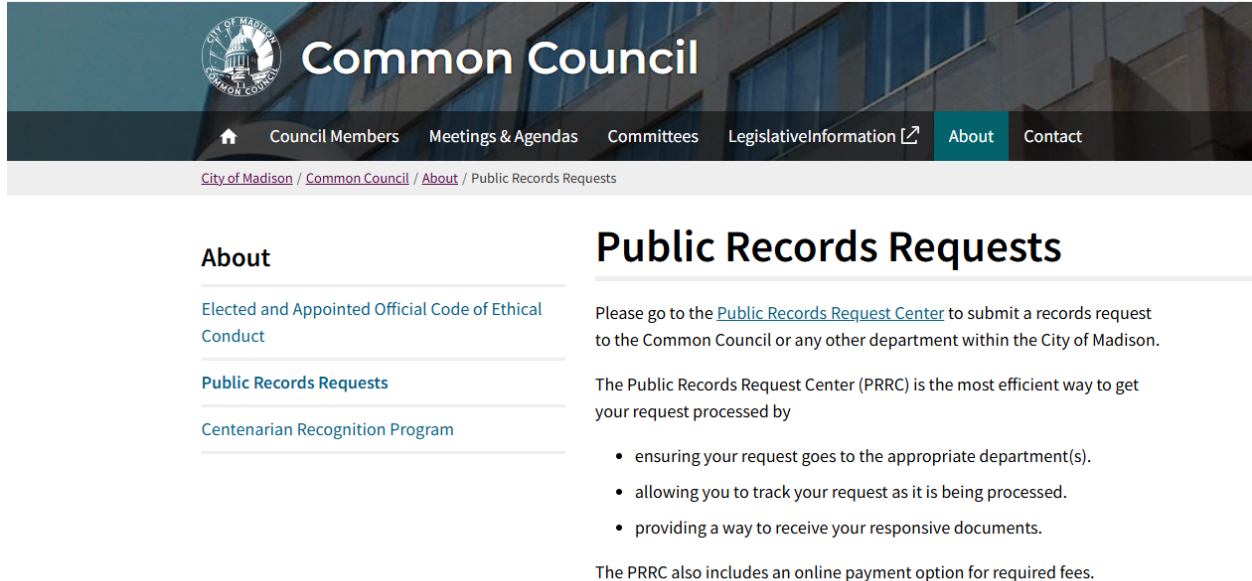 CITY OF MADISON
COMMON COUNCIL
Common Council
Council Members Meetings & Agendas Committees LegislativeInformation About Contact
City of Madison / Common Council / About / Public Records Requests
About
Elected and Appointed Official Code of Ethical
Conduct
Public Records Requests
Centenarian Recognition Program
Public Records Requests
Please go to the Public Records Request Center to submit a records request
to the Common Council or any other department within the City of Madison.
The Public Records Request Center (PRRC) is the most efficient way to get
your request processed by
• ensuring your request goes to the appropriate department(s).
• allowing you to track your request as it is being processed.
• providing a way to receive your responsive documents.
The PRRC also includes an online payment option for required fees.